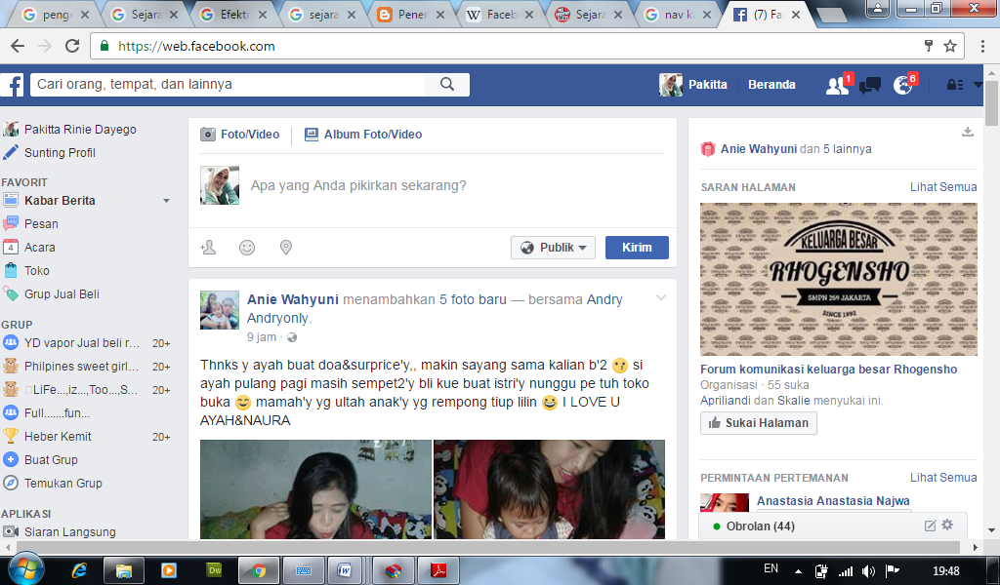 peng
Sejara
Efekti
sejara
Pener
Faceb
Sejara
nav ka
(7) Fa
https://web.facebook.com
Cari orang, tempat, dan lainnya
Pakitta
Beranda
1
6
Pakitta Rinie Dayego
Sunting Profil
FAVORIT
Kabar Berita
Pesan
4
Acara
Toko
Grup Jual Beli
GRUP
YD vapor Jual beli r... 20+
Philpines sweet girl... 20+
LiFe...,iz...,Too...,S... 20+
Full.......fun...
Heber Kemit 20+
Buat Grup
Temukan Grup
APLIKASI
Siaran Langsung
Foto/Video
Album Foto/Video
Apa yang Anda pikirkan sekarang?
Publik
Kirim
Anie Wahyuni menambahkan 5 foto baru — bersama Andry
Andryonly.
9 jam ·
Thnks y ayah buat doa&surprice'y,, makin sayang sama kalian b'2 😗 si
ayah pulang pagi masih sempet2'y bli kue buat istri'y nunggu pe tuh toko
buka 😄 mamah'y yg ultah anak'y yg rempong tiup lilin 😂 I LOVE U
AYAH&NAURA
Anie Wahyuni dan 5 lainnya
SARAN HALAMAN
Lihat Semua
KELUARGA BESAR
RHOGENSHO
SMPN 269 JAKARTA
SINCE 1992
Forum komunikasi keluarga besar Rhogensho
Organisasi · 55 suka
Apriliandi dan Skalie menyukai ini.
Sukai Halaman
PERMINTAAN PERTEMANAN
Lihat Semua
Anastasia Anastasia Najwa
Obrolan (44)
Dw
EN
19:48